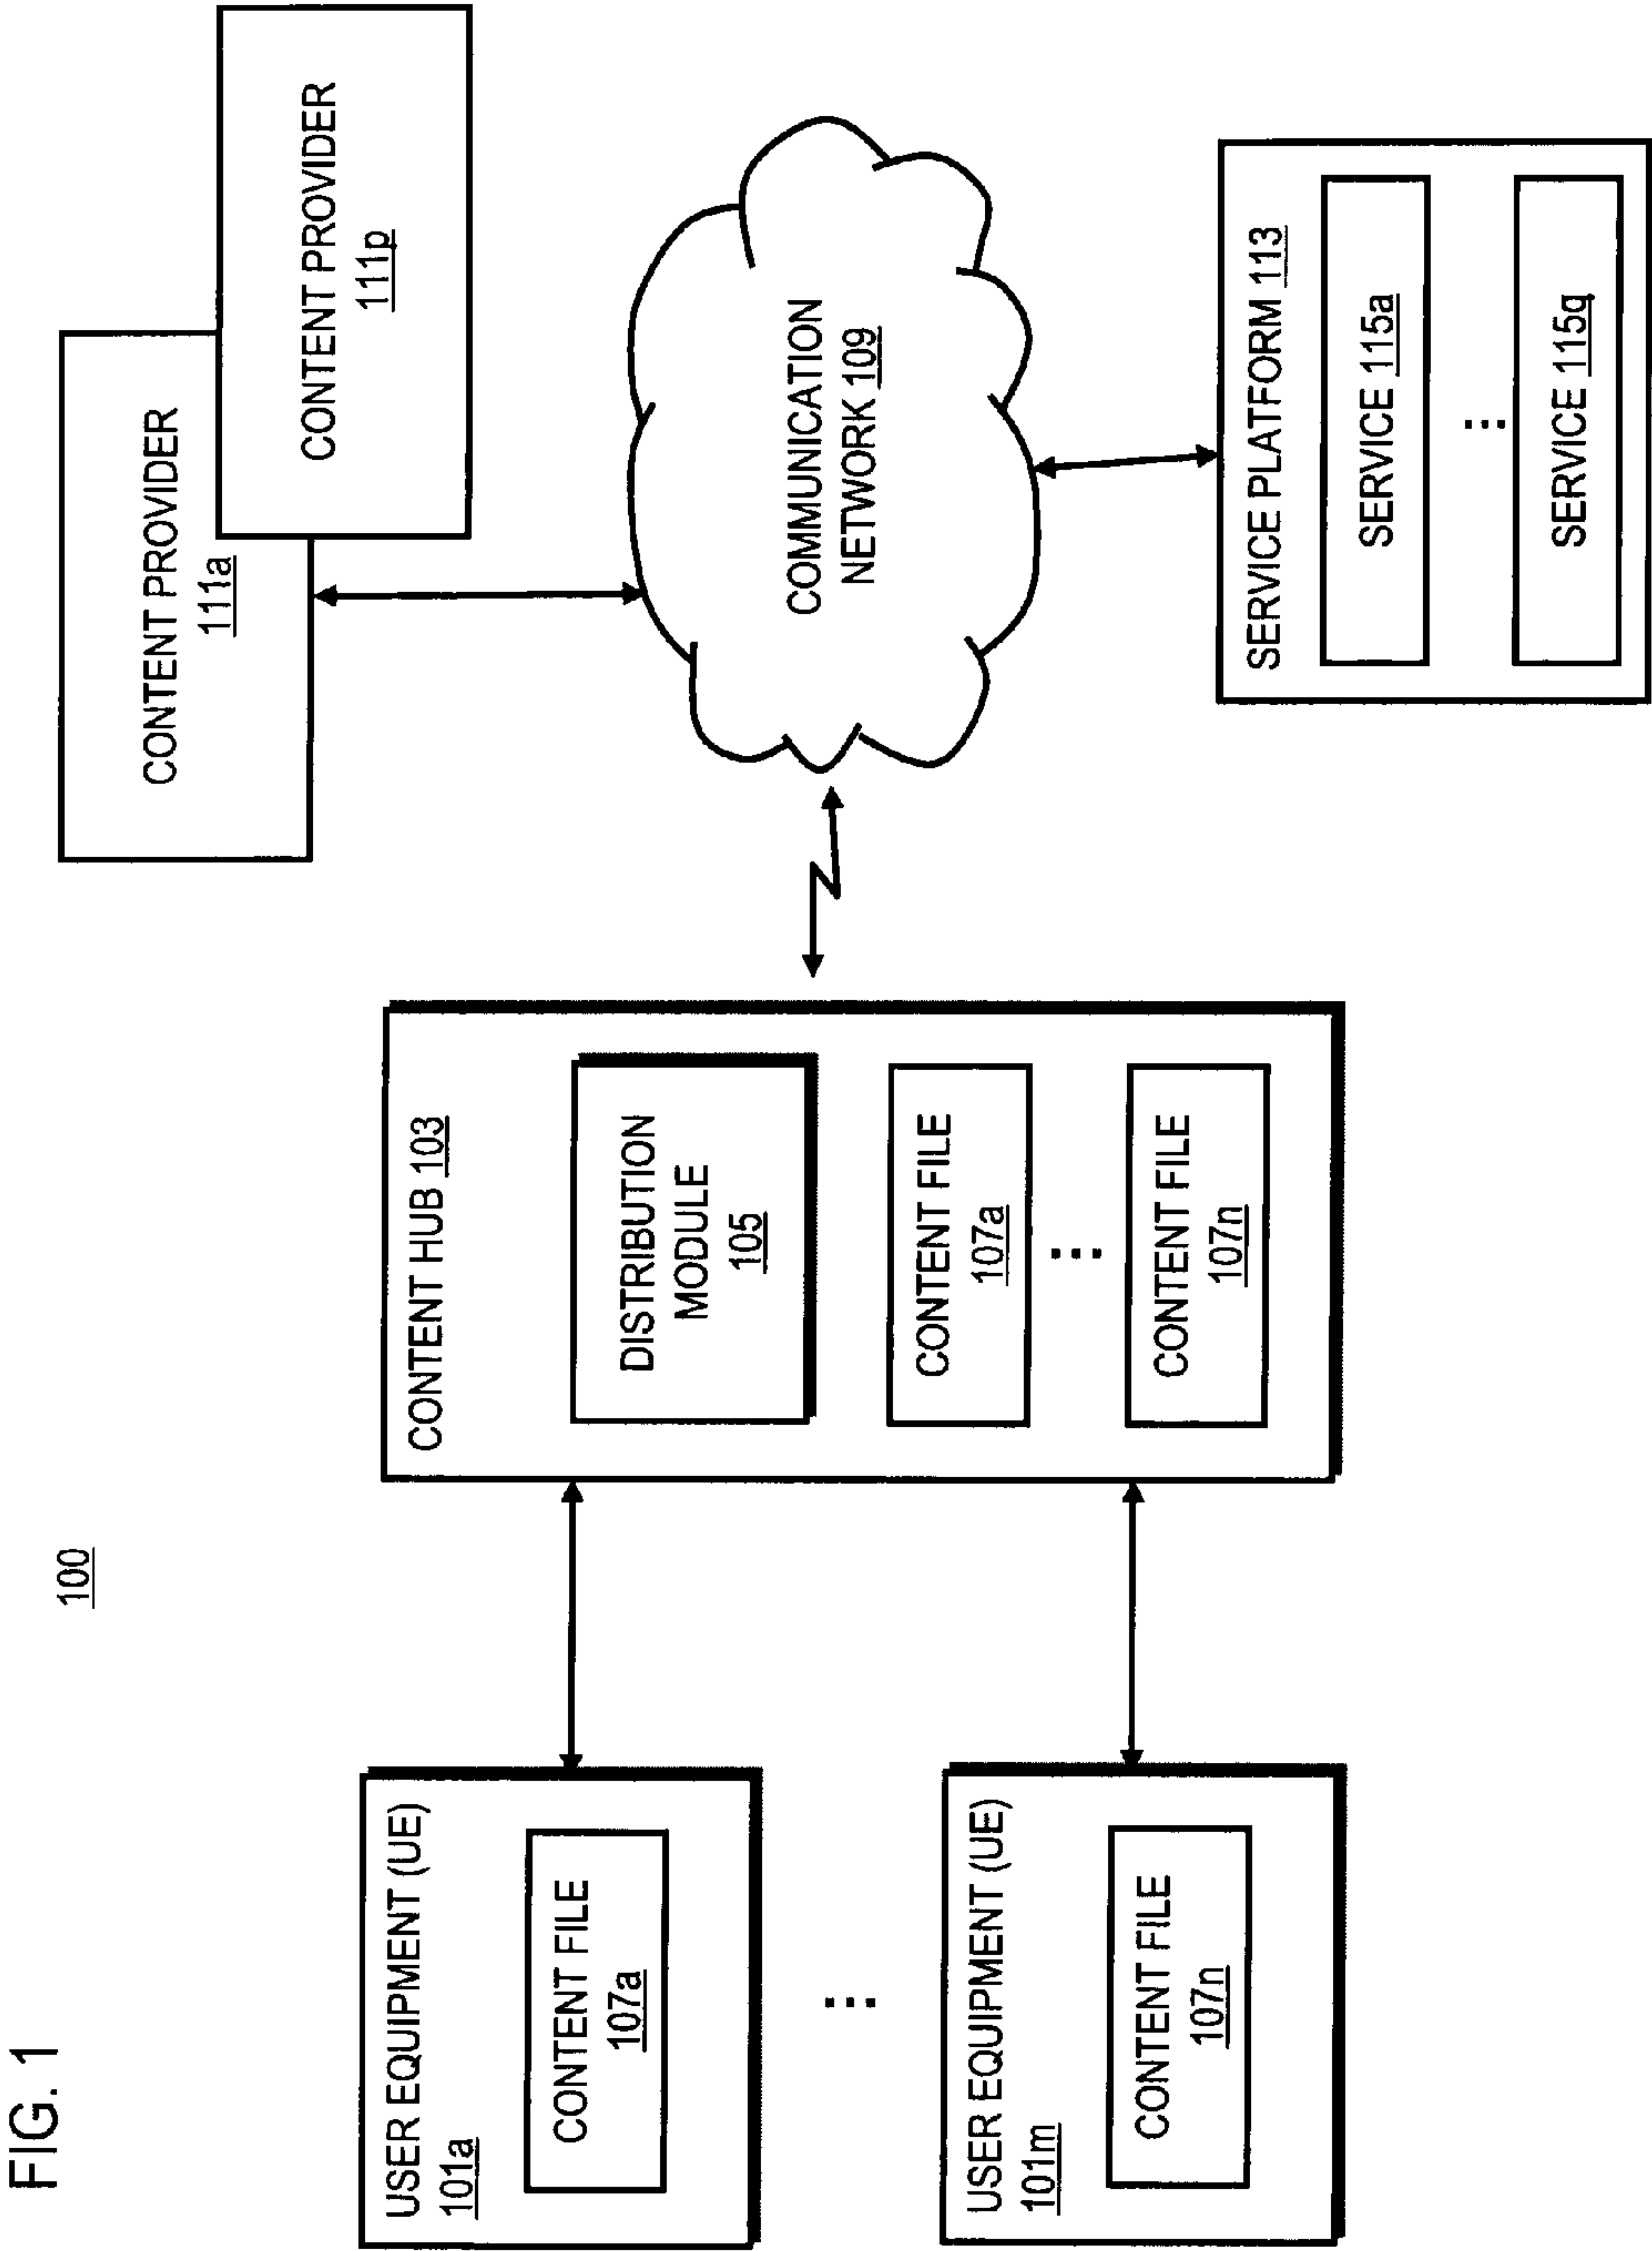 FIG. 1
100
USER EQUIPMENT (UE)
101a
CONTENT FILE
107a
...
USER EQUIPMENT (UE)
101m
CONTENT FILE
107n
CONTENT HUB 103
DISTRIBUTION
MODULE
105
CONTENT FILE
107a
...
CONTENT FILE
107n
CONTENT PROVIDER
111a
CONTENT PROVIDER
111p
COMMUNICATION
NETWORK 109
SERVICE PLATFORM 113
SERVICE 115a
...
SERVICE 115q